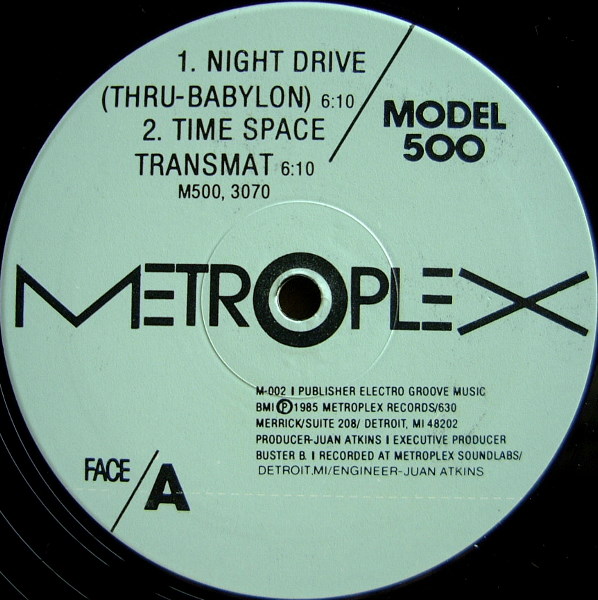 1. NIGHT DRIVE
(THRU-BABYLON) 6:10
2. TIME SPACE
TRANSMAT 6:10
M500, 3070
MODEL
500
METROPLEX
M-002 I PUBLISHER ELECTRO GROOVE MUSIC
BMI Ⓟ1985 METROPLEX RECORDS/630
MERRICK/SUITE 208/ DETROIT, MI 48202
PRODUCER-JUAN ATKINS I EXECUTIVE PRODUCER
BUSTER B. I RECORDED AT METROPLEX SOUNDLABS/
DETROIT.MI/ENGINEER-JUAN ATKINS
FACE / A